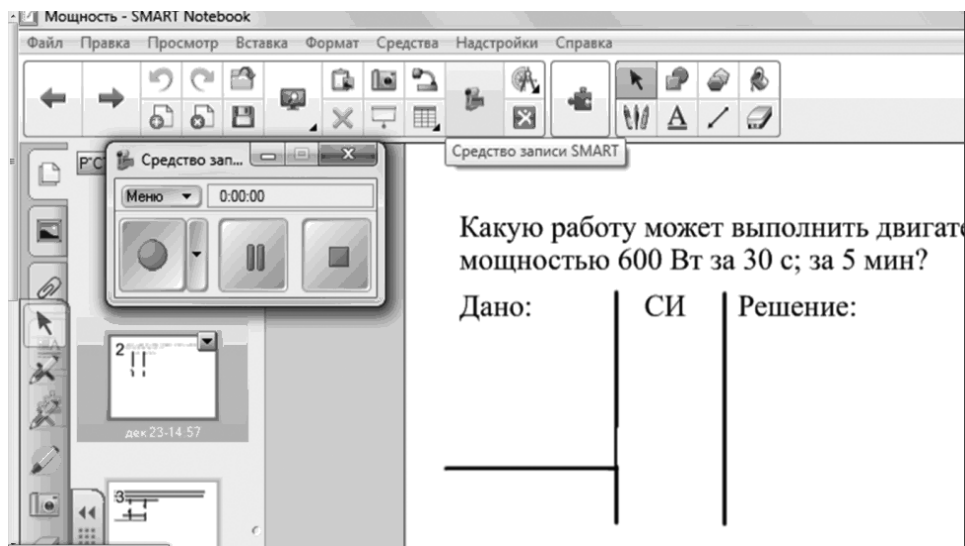 Мощность - SMART Notebook
Файл Правка Просмотр Вставка Формат Средства Надстройки Справка
Средство записи SMART
Средство зап...
Меню 0:00:00
Какую работу может выполнить двигате
мощностью 600 Вт за 30 с; за 5 мин?
Дано: СИ Решение:
2
дек 23-14:57
3